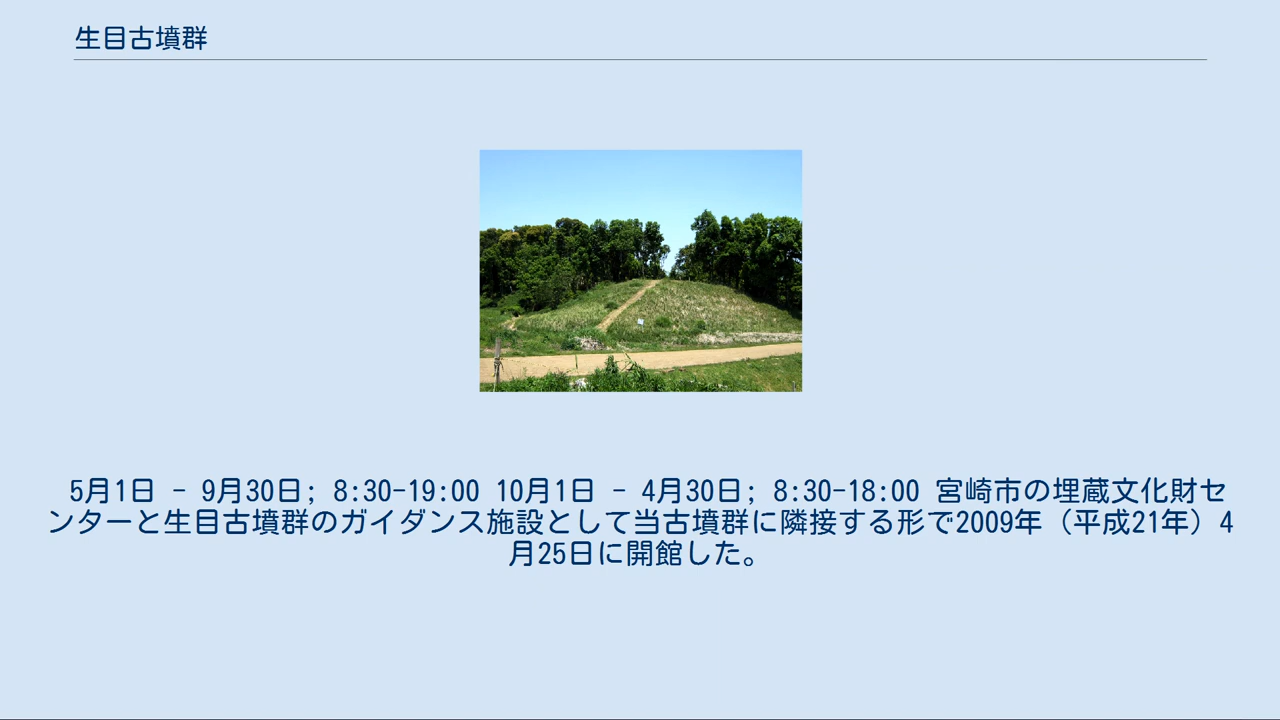 生目古墳群
5月1日 - 9月30日; 8:30-19:00 10月1日 - 4月30日; 8:30-18:00 宮崎市の埋蔵文化財セ
ンターと生目古墳群のガイダンス施設として当古墳群に隣接する形で2009年（平成21年）4
月25日に開館した。